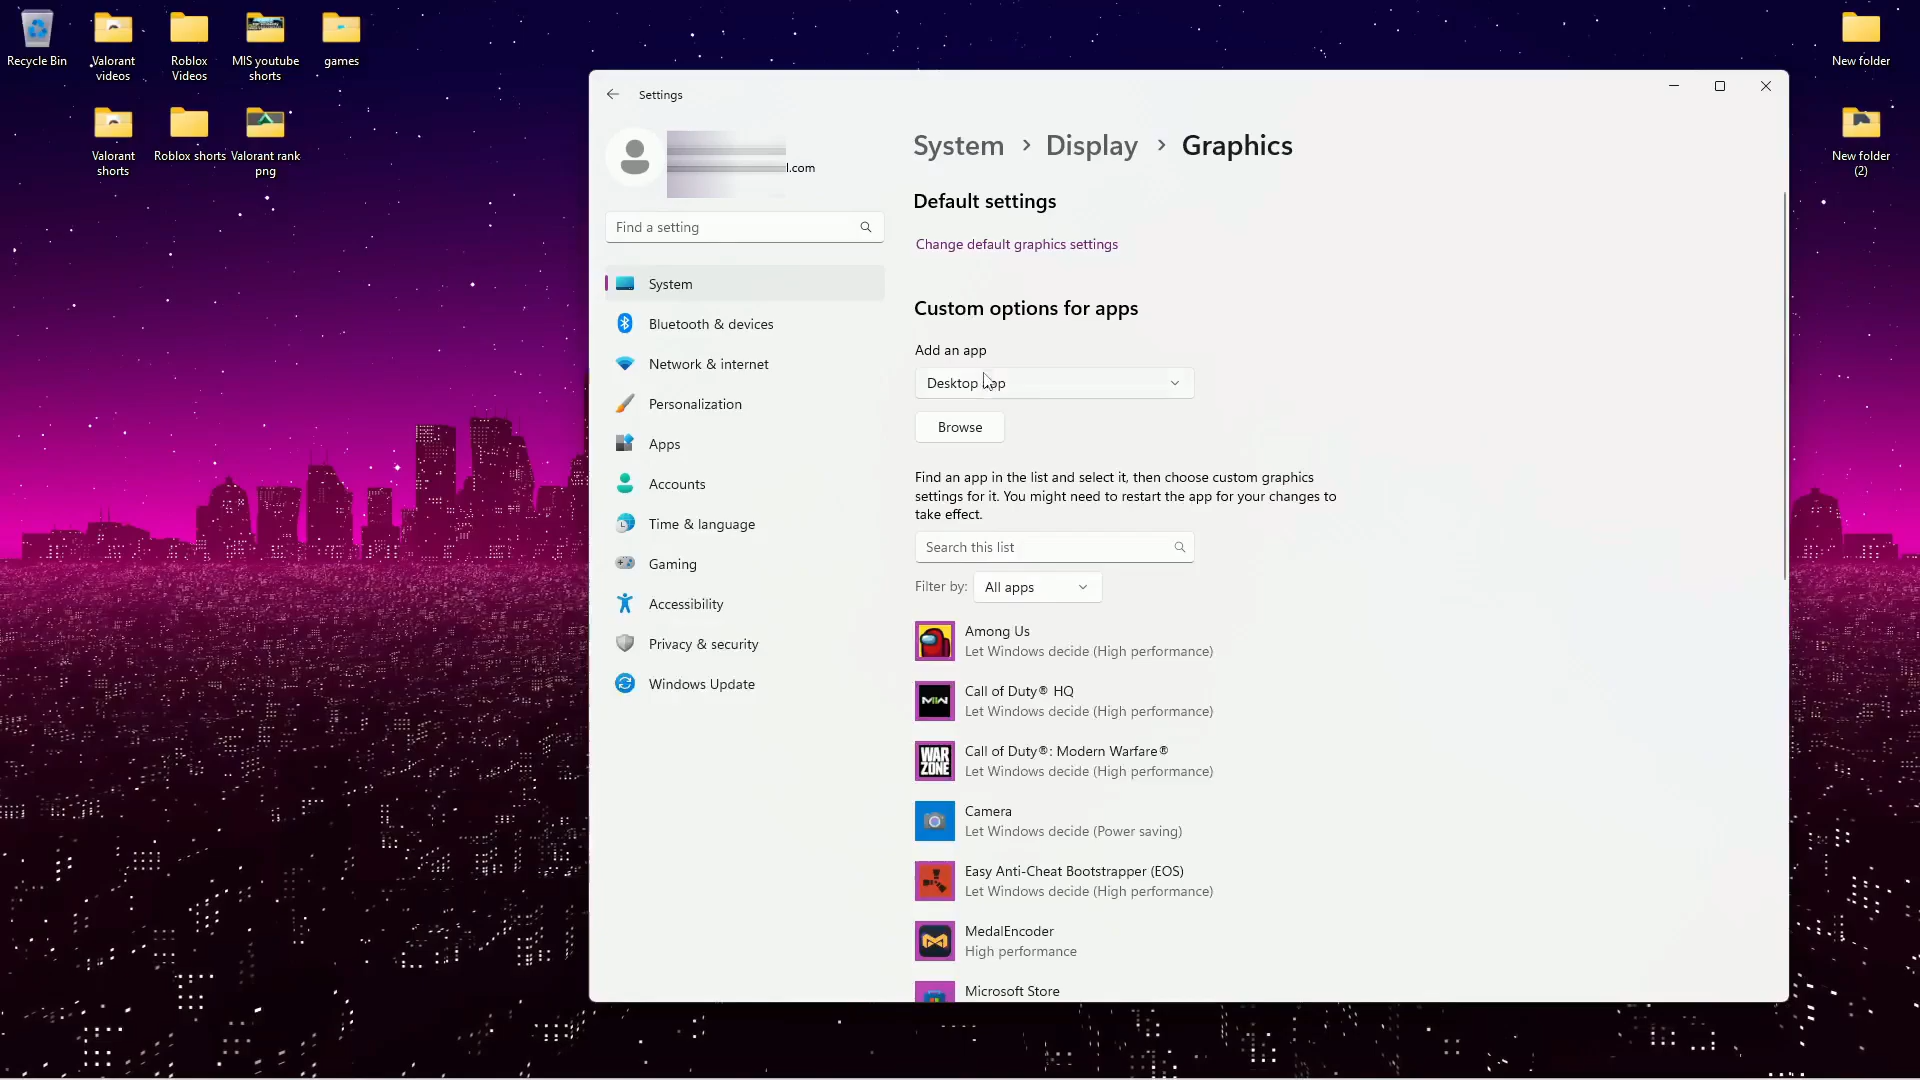 Recycle Bin
Valorant
videos
Roblox
Videos
MIS youtube
shorts
games
Valorant
shorts
Roblox shorts
Valorant rank
png
New folder
New folder
(2)
Settings
l.com
Find a setting
System
Bluetooth & devices
Network & internet
Personalization
Apps
Accounts
Time & language
Gaming
Accessibility
Privacy & security
Windows Update
System > Display > Graphics
Default settings
Change default graphics settings
Custom options for apps
Add an app
Desktop app
Browse
Find an app in the list and select it, then choose custom graphics
settings for it. You might need to restart the app for your changes to
take effect.
Search this list
Filter by: All apps
Among Us
Let Windows decide (High performance)
MW
Call of Duty® HQ
Let Windows decide (High performance)
WAR
ZONE
Call of Duty®: Modern Warfare®
Let Windows decide (High performance)
Camera
Let Windows decide (Power saving)
Easy Anti-Cheat Bootstrapper (EOS)
Let Windows decide (High performance)
MedalEncoder
High performance
Microsoft Store